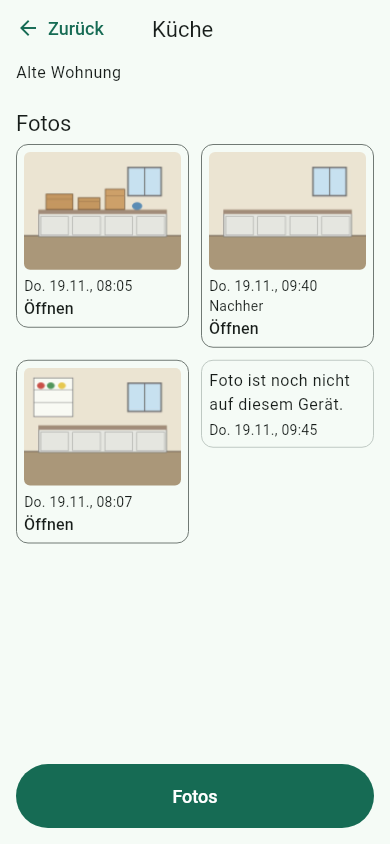 Zurück
Küche
Alte Wohnung
Fotos
Do. 19.11., 08:05
Öffnen
Do. 19.11., 09:40
Nachher
Öffnen
Do. 19.11., 08:07
Öffnen
Foto ist noch nicht
auf diesem Gerät.
Do. 19.11., 09:45
Fotos